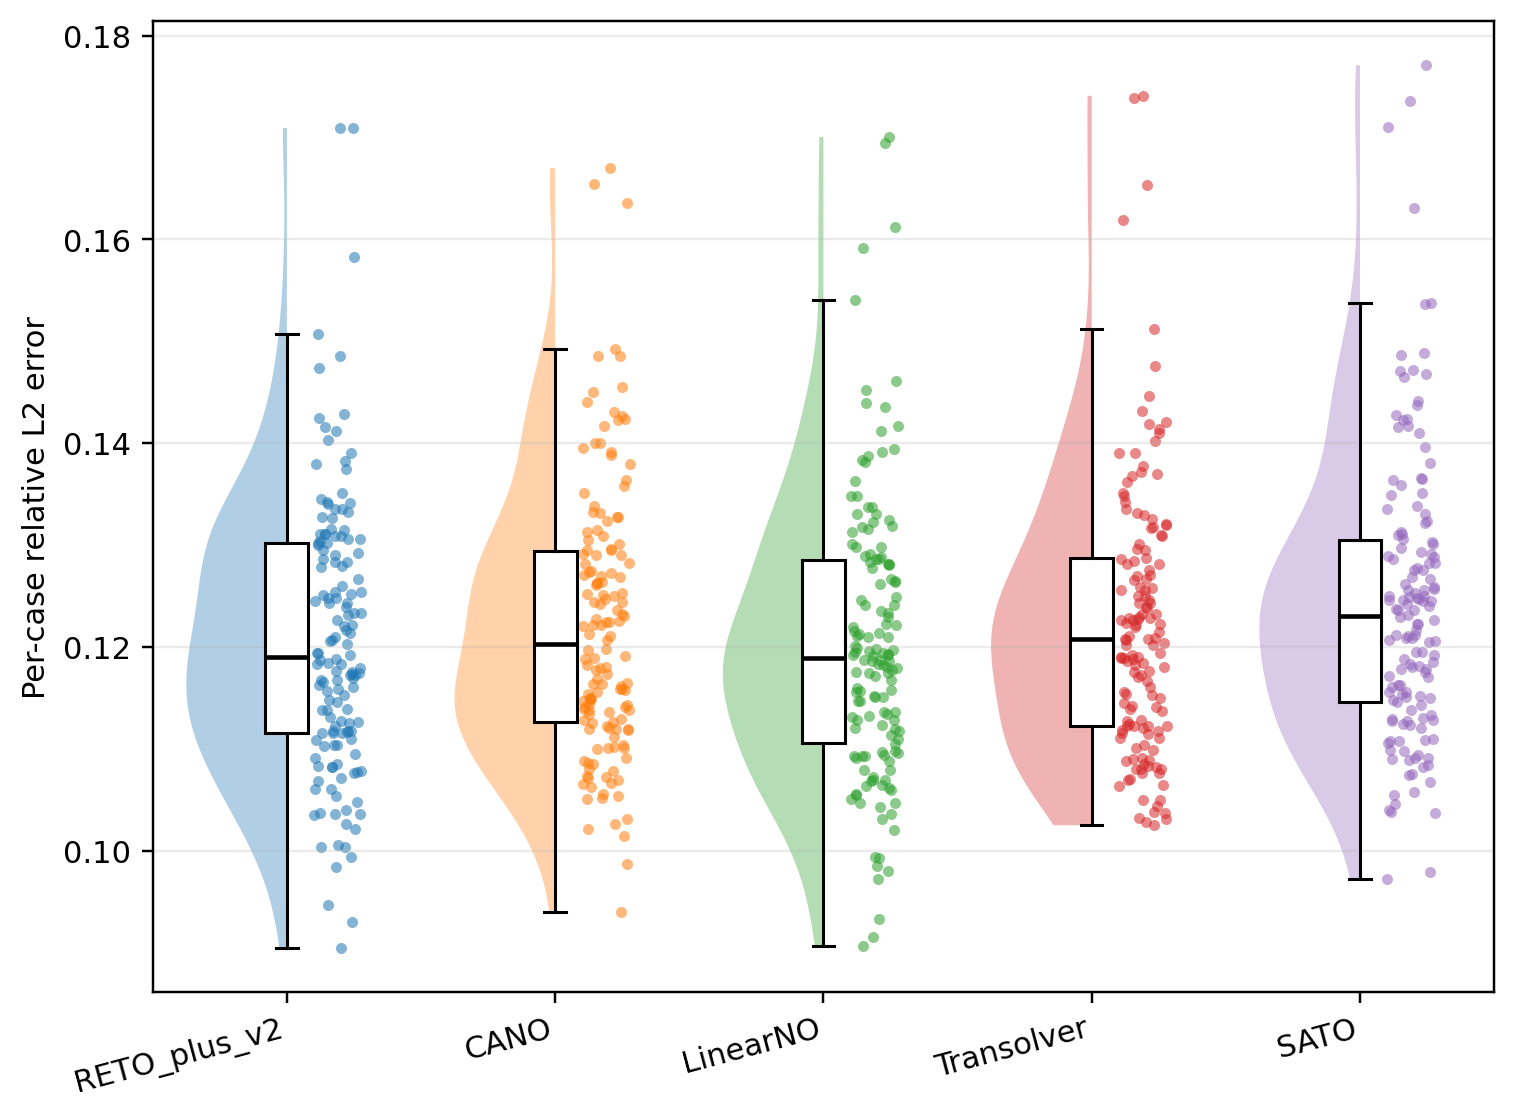 Per-case relative L2 error
0.18
0.16
0.14
0.12
0.10
RETO_plus_v2
CANO
LinearNO
Transolver
SATO